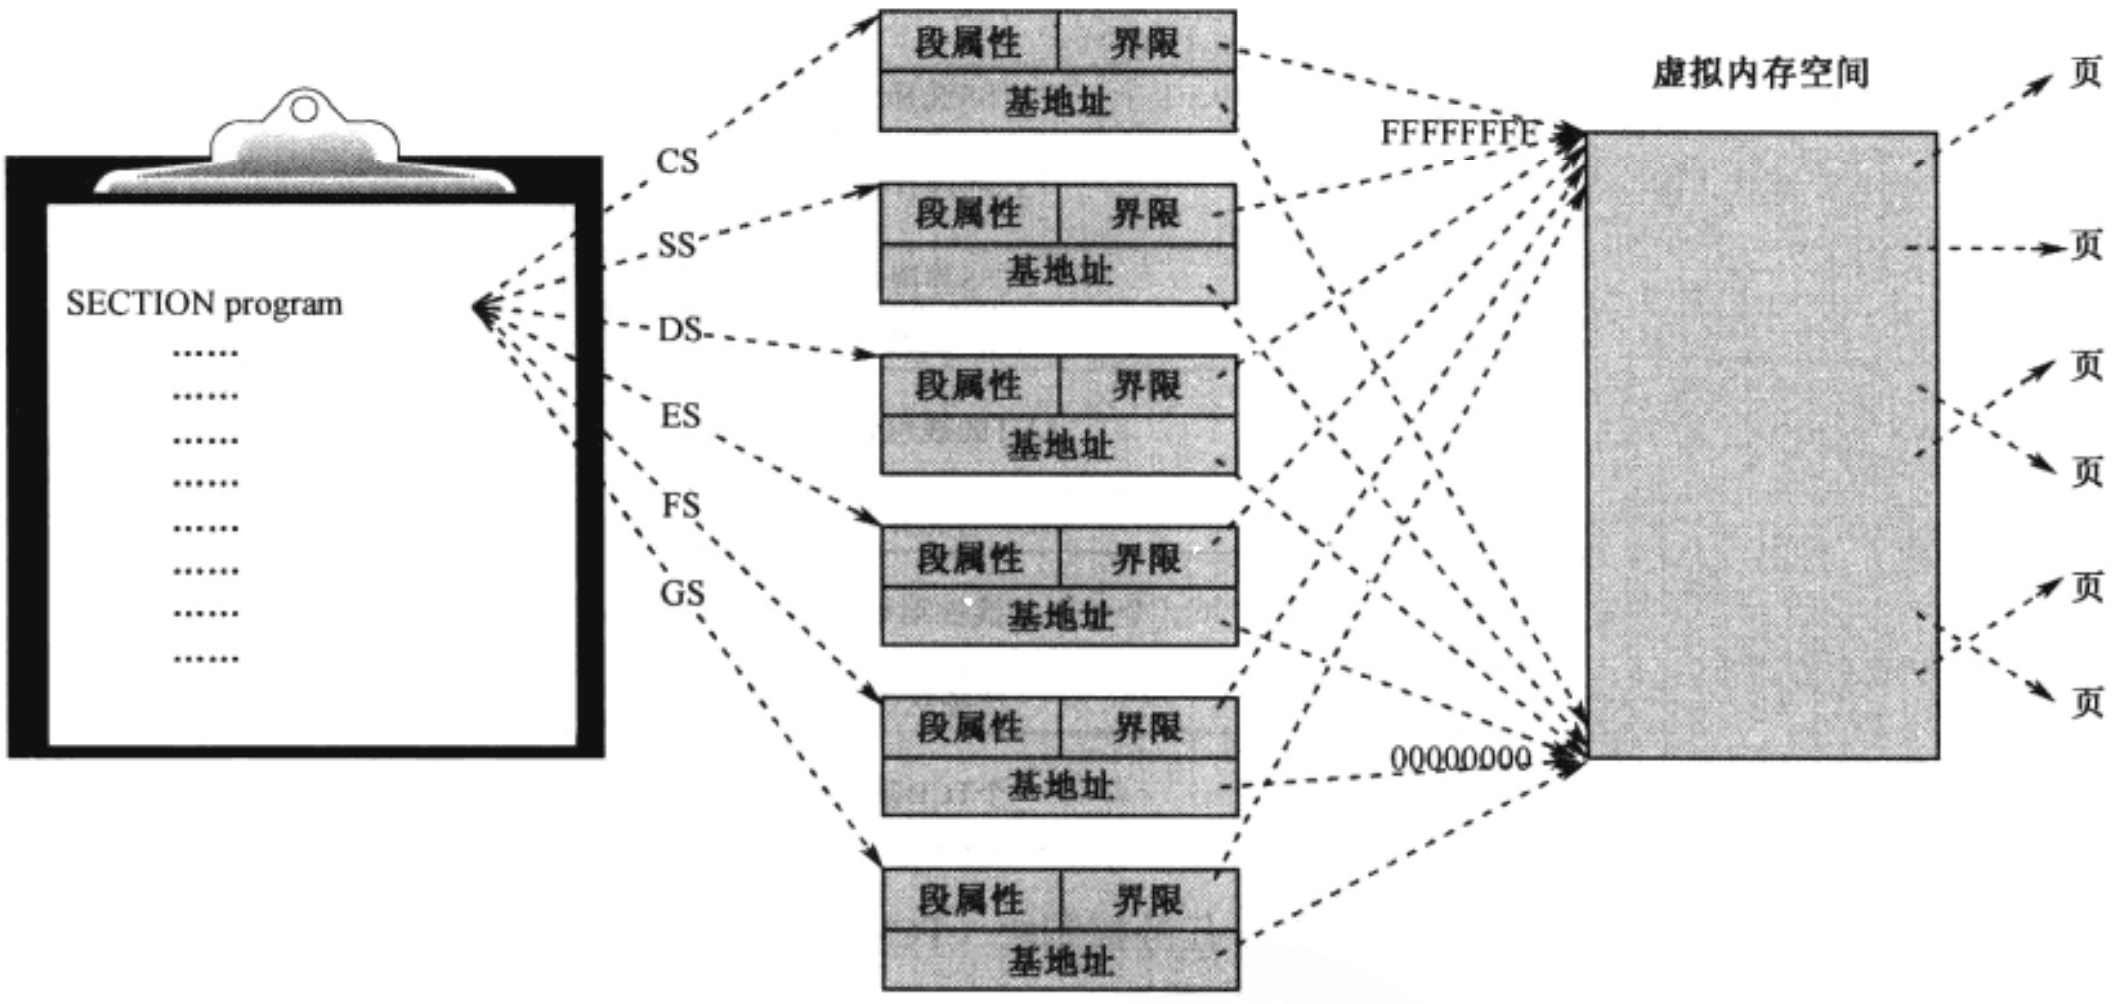 SECTION program
......
......
......
......
......
......
......
......
CS
SS
DS
ES
FS
GS
段属性 界限
基地址
段属性 界限
基地址
段属性 界限
基地址
段属性 界限
基地址
段属性 界限
基地址
段属性 界限
基地址
FFFFFFFF
00000000
虚拟内存空间
页
页
页
页
页
页